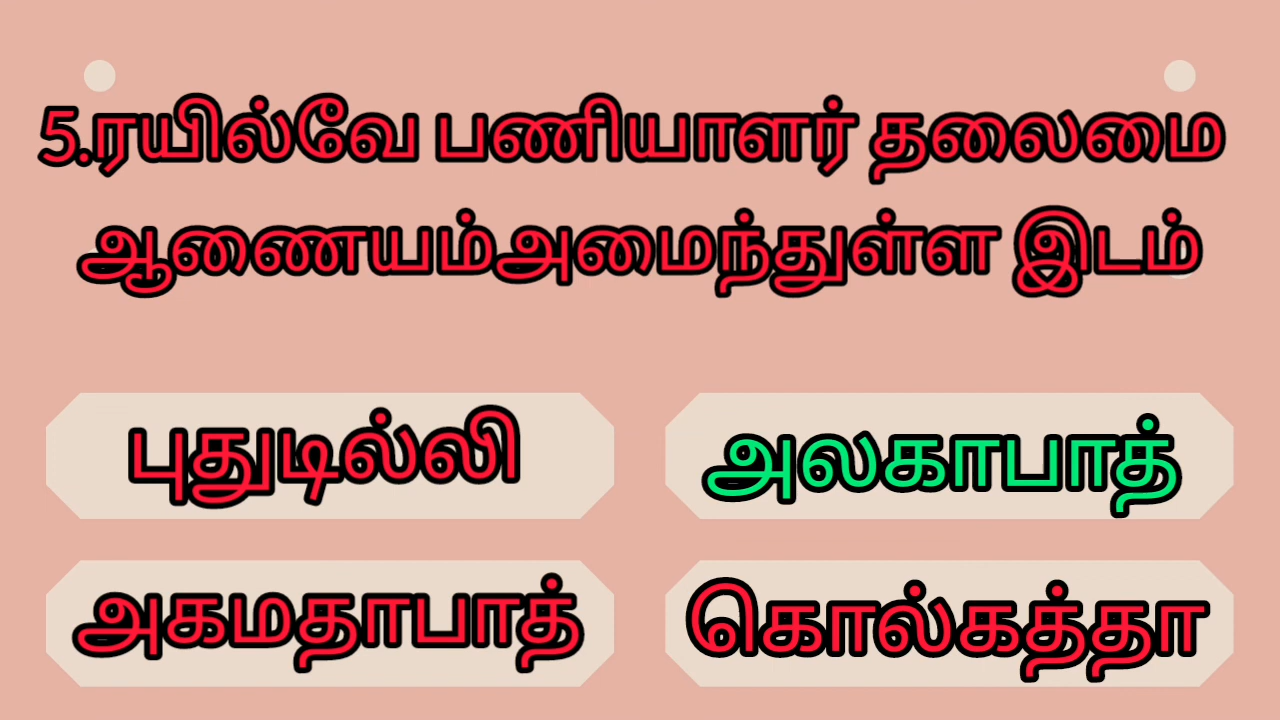 5.ரயில்வே பணியாளர் தலைமை
ஆணையம்அமைந்துள்ள இடம்
புதுடில்லி
அலகாபாத்
அகமதாபாத்
கொல்கத்தா